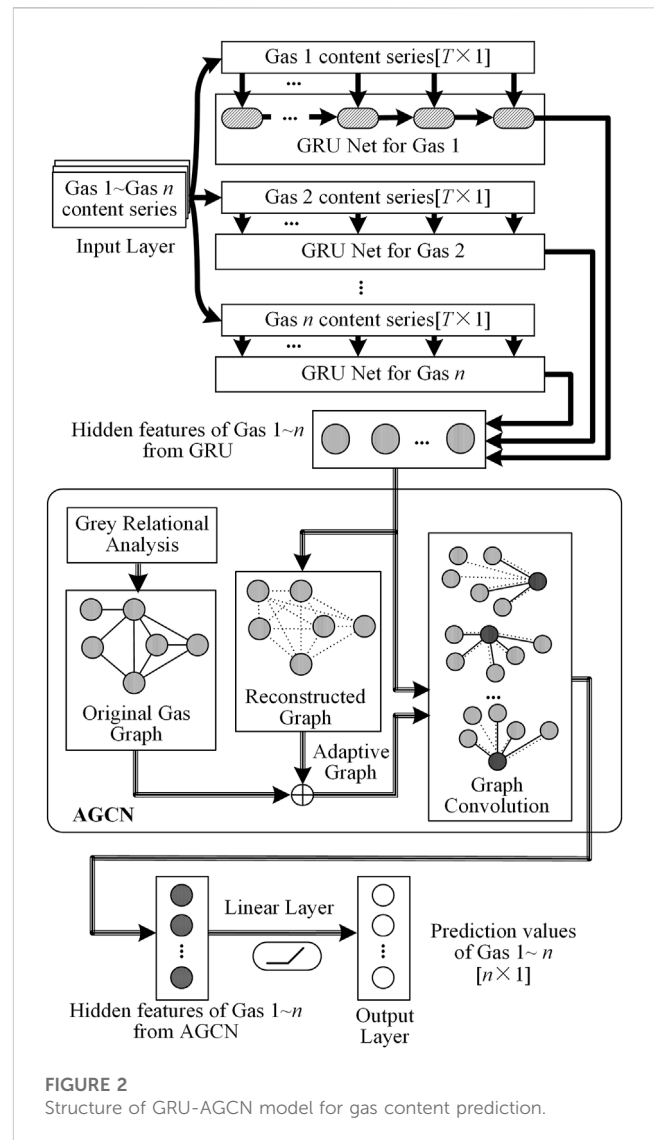 Gas 1 content series[T×1]
...
...
GRU Net for Gas 1
Gas 1~Gas n
content series
Input Layer
Gas 2 content series[T×1]
...
GRU Net for Gas 2
...
Gas n content series[T×1]
...
GRU Net for Gas n
Hidden features of Gas 1~n
from GRU
...
Grey Relational
Analysis
Original Gas
Graph
Reconstructed
Graph
Adaptive
Graph
...
Graph
Convolution
AGCN
Linear Layer
Prediction values
of Gas 1~ n
[n×1]
Hidden features of Gas 1~n
from AGCN
Output
Layer
FIGURE 2
Structure of GRU-AGCN model for gas content prediction.